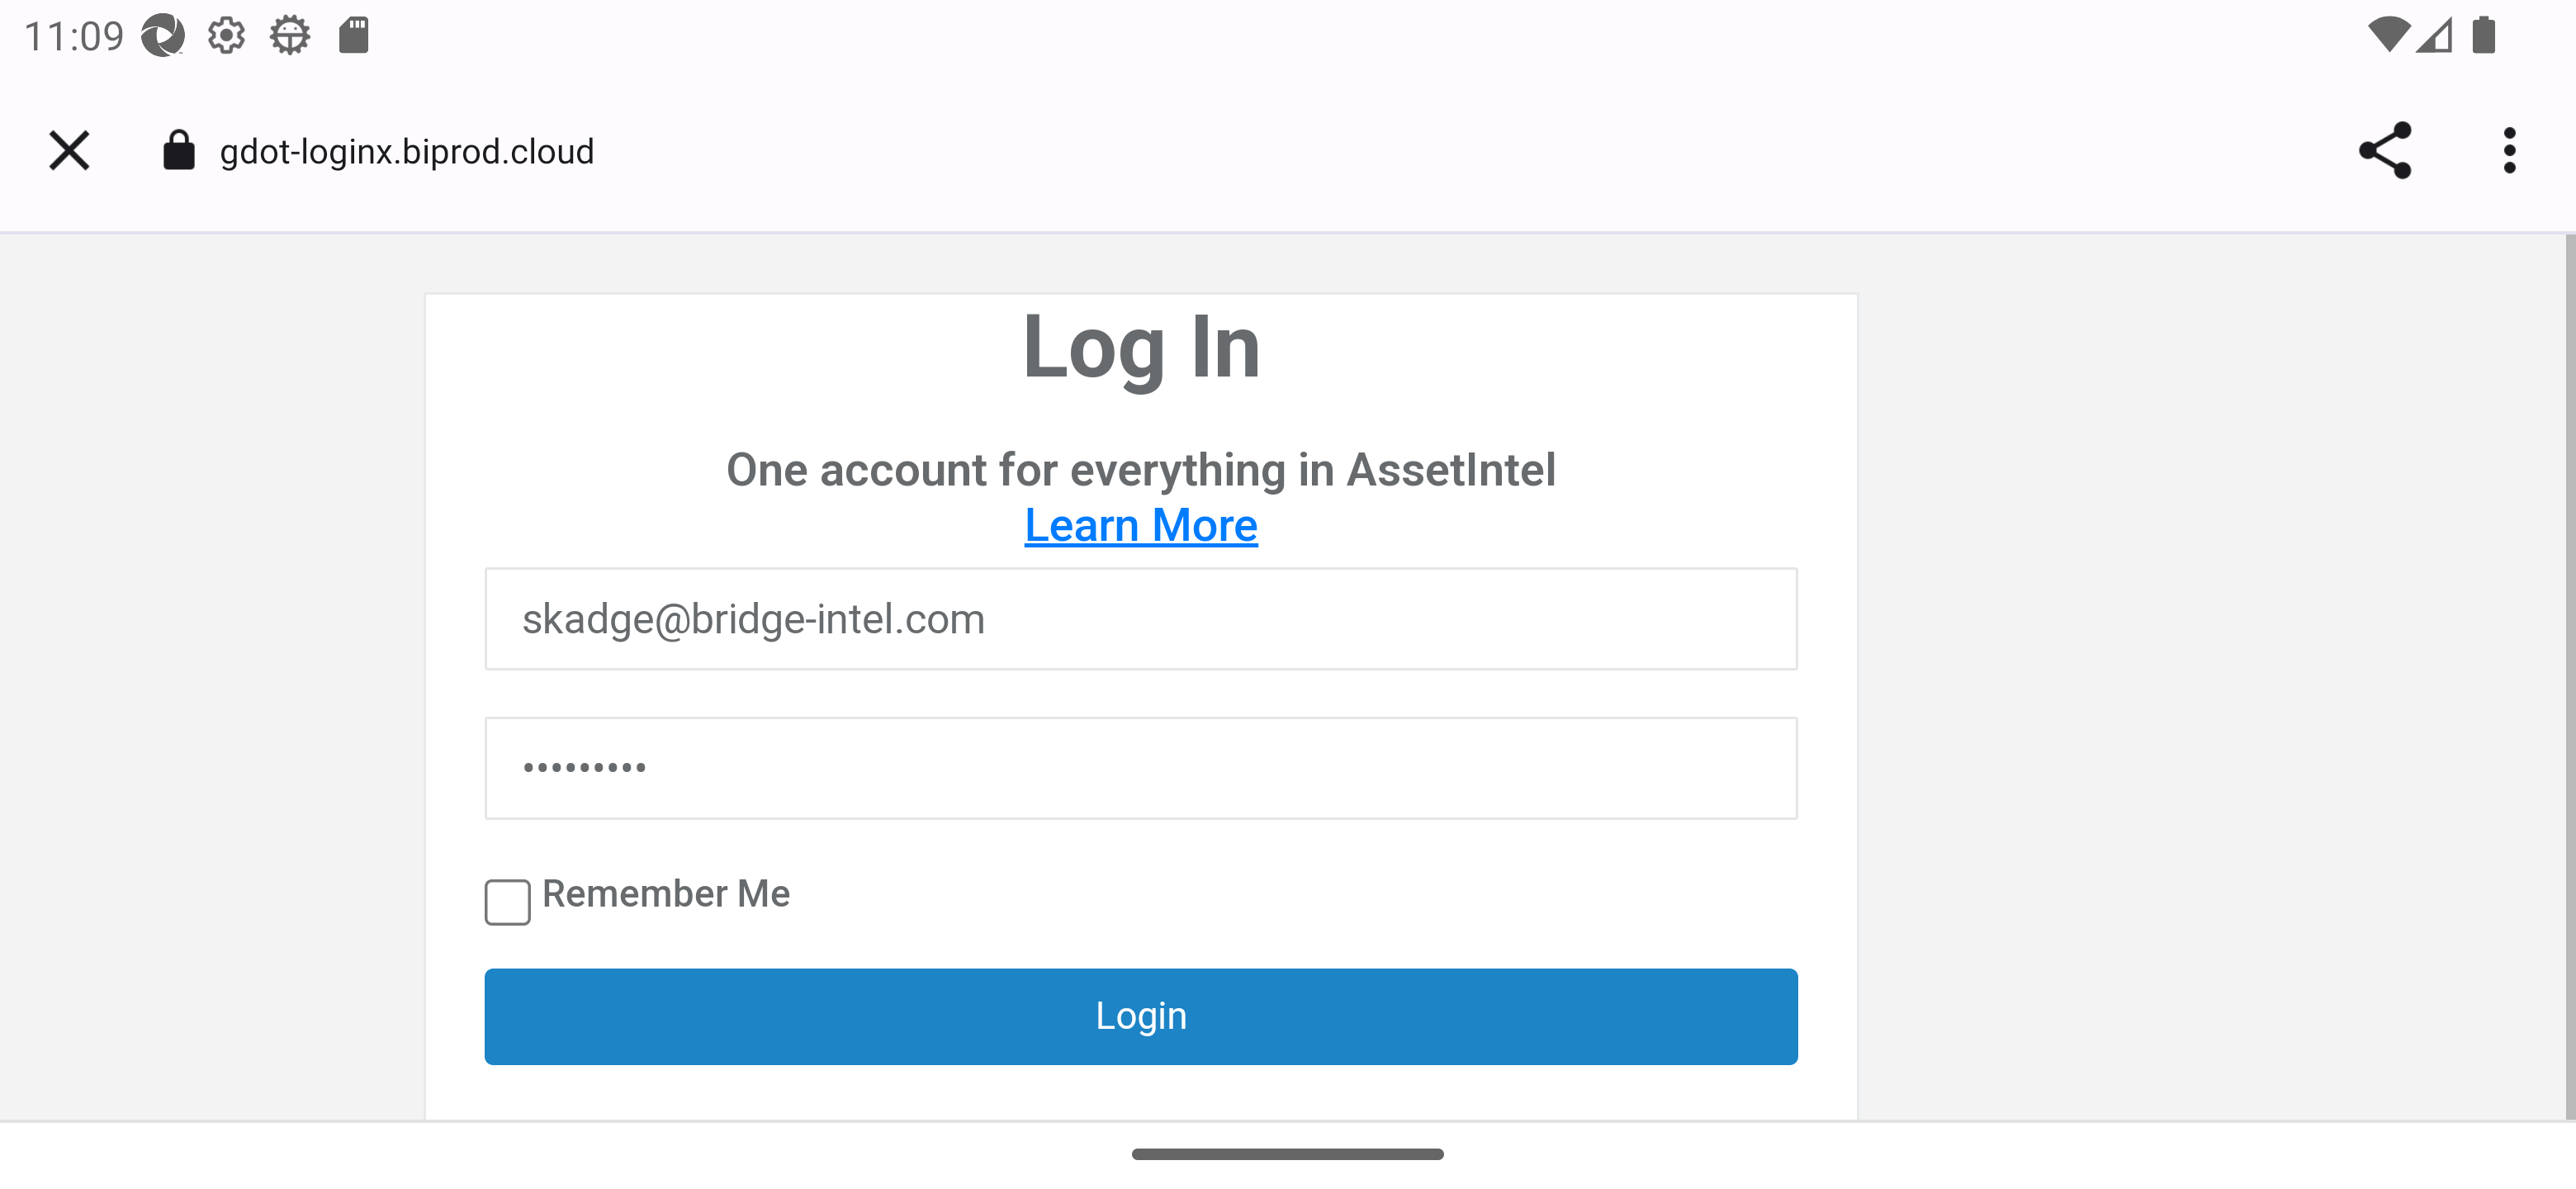 11:09
gdot-loginx.biprod.cloud
Log In
One account for everything in AssetIntel
Learn More
skadge@bridge-intel.com
•••••••••
Remember Me
Login